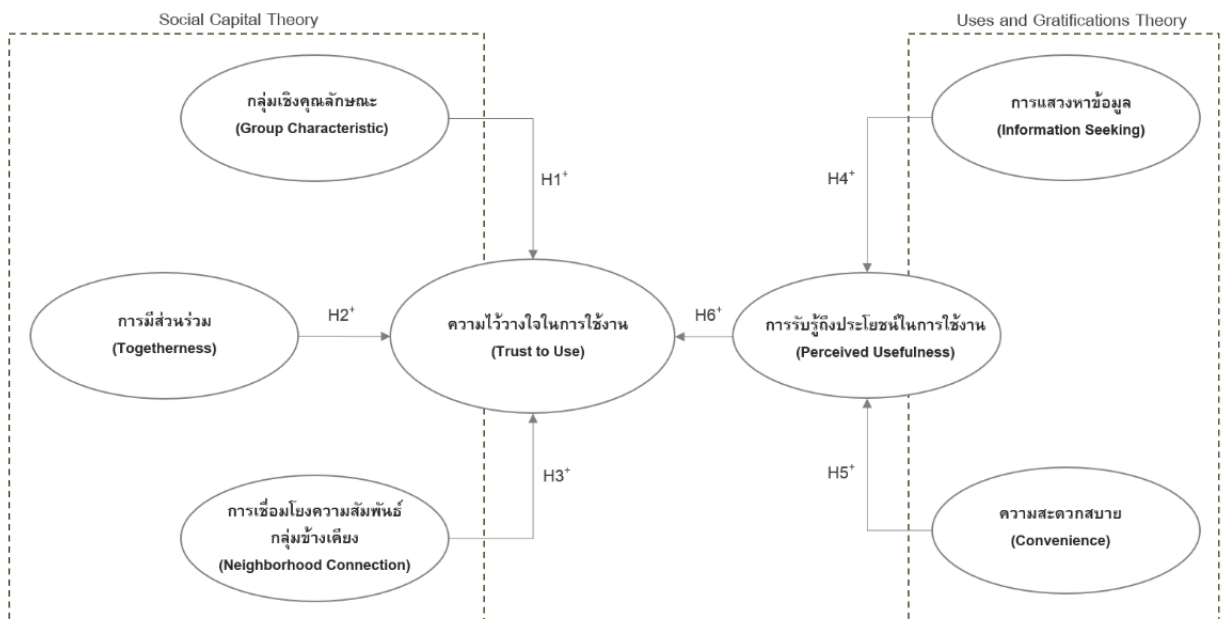 Social Capital Theory
Uses and Gratifications Theory
กลุ่มเชิงคุณลักษณะ
(Group Characteristic)
การแสวงหาข้อมูล
(Information Seeking)
H1+
H4+
การมีส่วนร่วม
(Togetherness)
H2+
ความไว้วางใจในการใช้งาน
(Trust to Use)
H6+
การรับรู้ถึงประโยชน์ในการใช้งาน
(Perceived Usefulness)
H3+
H5+
การเชื่อมโยงความสัมพันธ์
กลุ่มข้างเคียง
(Neighborhood Connection)
ความสะดวกสบาย
(Convenience)